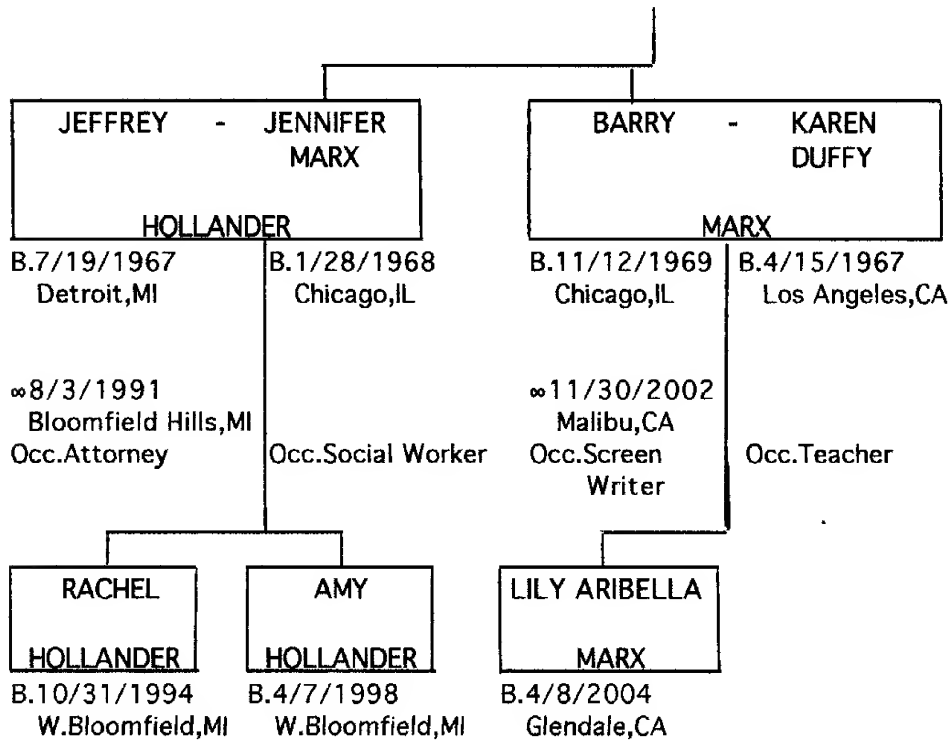 JEFFREY - JENNIFER
MARX
HOLLANDER
B.7/19/1967
Detroit,MI
B.1/28/1968
Chicago,IL
∞8/3/1991
Bloomfield Hills,MI
Occ.Attorney
Occ.Social Worker
BARRY - KAREN
DUFFY
MARX
B.11/12/1969
Chicago,IL
B.4/15/1967
Los Angeles,CA
∞11/30/2002
Malibu,CA
Occ.Screen
Writer
Occ.Teacher
RACHEL
HOLLANDER
B.10/31/1994
W.Bloomfield,MI
AMY
HOLLANDER
B.4/7/1998
W.Bloomfield,MI
LILY ARIBELLA
MARX
B.4/8/2004
Glendale,CA